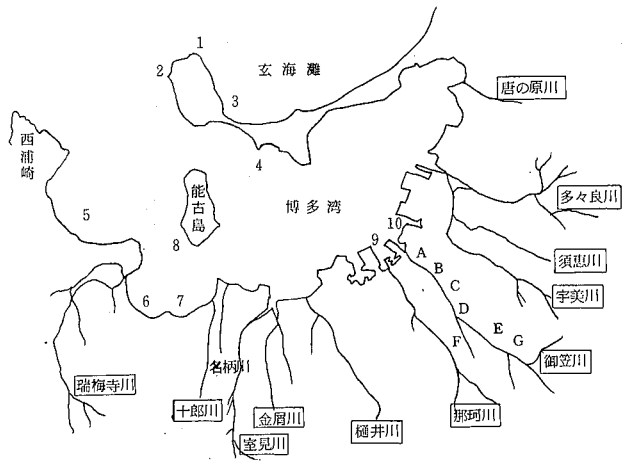 1
玄海灘
2
3
唐の原川
4
西浦崎
能古島
博多湾
多々良川
5
8
9
10
A
B
C
D
E
F
G
須恵川
宇美川
6
7
御笠川
名柄川
瑞梅寺川
十郎川
金屑川
室見川
樋井川
那珂川